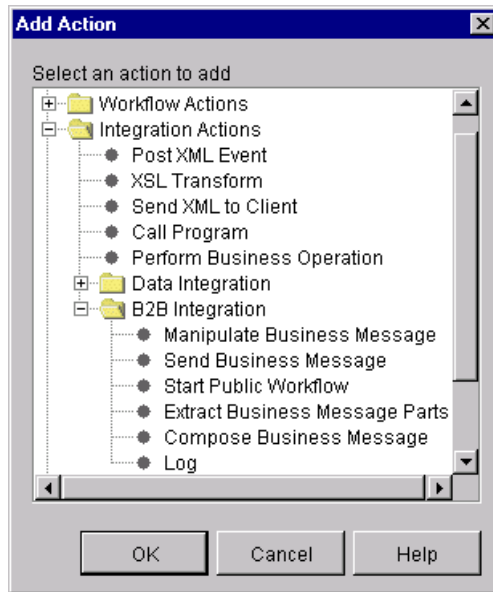 Add Action
Select an action to add
Workflow Actions
Integration Actions
Post XML Event
XSL Transform
Send XML to Client
Call Program
Perform Business Operation
Data Integration
B2B Integration
Manipulate Business Message
Send Business Message
Start Public Workflow
Extract Business Message Parts
Compose Business Message
Log
OK Cancel Help